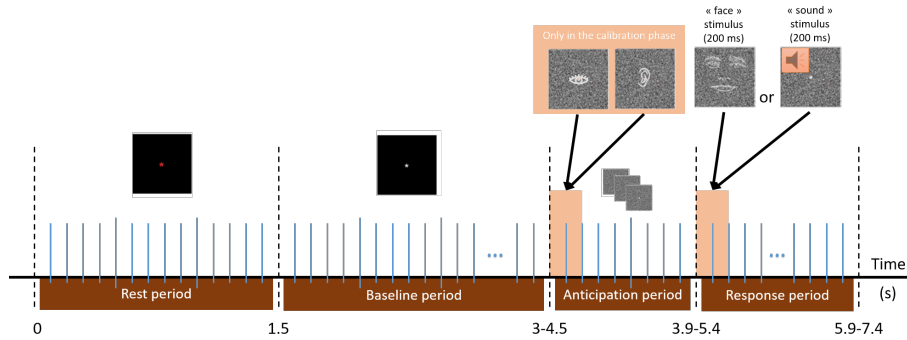 « face »
stimulus
(200 ms)
« sound »
stimulus
(200 ms)
Only in the calibration phase
or
...
...
Time
(s)
Rest period
Baseline period
Anticipation period
Response period
0
1.5
3-4.5
3.9-5.4
5.9-7.4